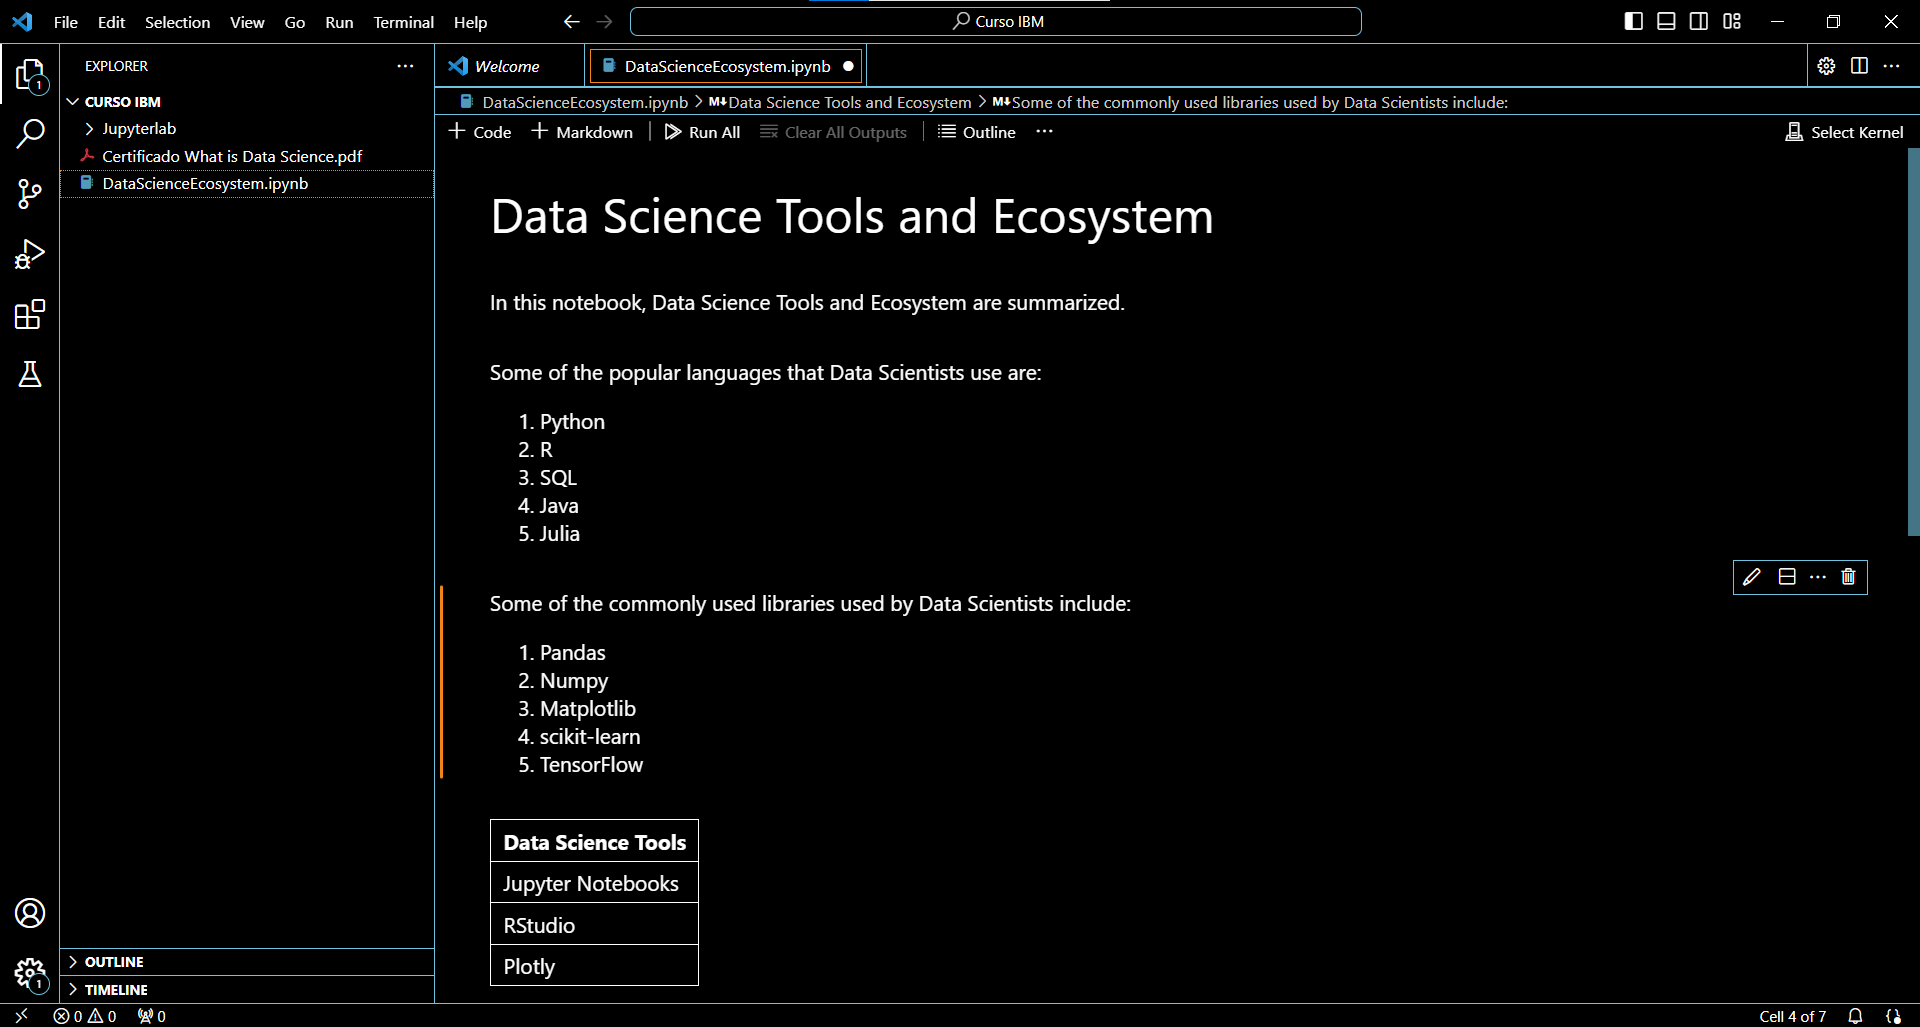 File Edit Selection View Go Run Terminal Help Curso IBM
EXPLORER
CURSO IBM
Jupyterlab
Certificado What is Data Science.pdf
DataScienceEcosystem.ipynb
1
OUTLINE
1
TIMELINE
Welcome DataScienceEcosystem.ipynb
DataScienceEcosystem.ipynb > M↓Data Science Tools and Ecosystem > M↓Some of the commonly used libraries used by Data Scientists include:
+ Code + Markdown Run All Clear All Outputs Outline ... Select Kernel
Data Science Tools and Ecosystem
In this notebook, Data Science Tools and Ecosystem are summarized.
Some of the popular languages that Data Scientists use are:
1. Python
2. R
3. SQL
4. Java
5. Julia
Some of the commonly used libraries used by Data Scientists include:
1. Pandas
2. Numpy
3. Matplotlib
4. scikit-learn
5. TensorFlow
Data Science Tools
Jupyter Notebooks
RStudio
Plotly
0 0 0 Cell 4 of 7